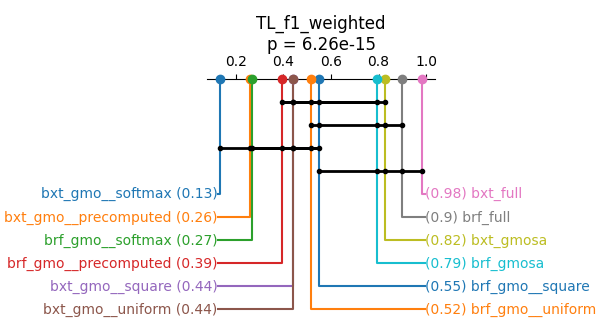 TL_f1_weighted
p = 6.26e-15
0.2 0.4 0.6 0.8 1.0
bxt_gmo__softmax (0.13)
(0.98) bxt_full
bxt_gmo__precomputed (0.26)
(0.9) brf_full
brf_gmo__softmax (0.27)
(0.82) bxt_gmosa
brf_gmo__precomputed (0.39)
(0.79) brf_gmosa
bxt_gmo__square (0.44)
(0.55) brf_gmo__square
bxt_gmo__uniform (0.44)
(0.52) brf_gmo__uniform